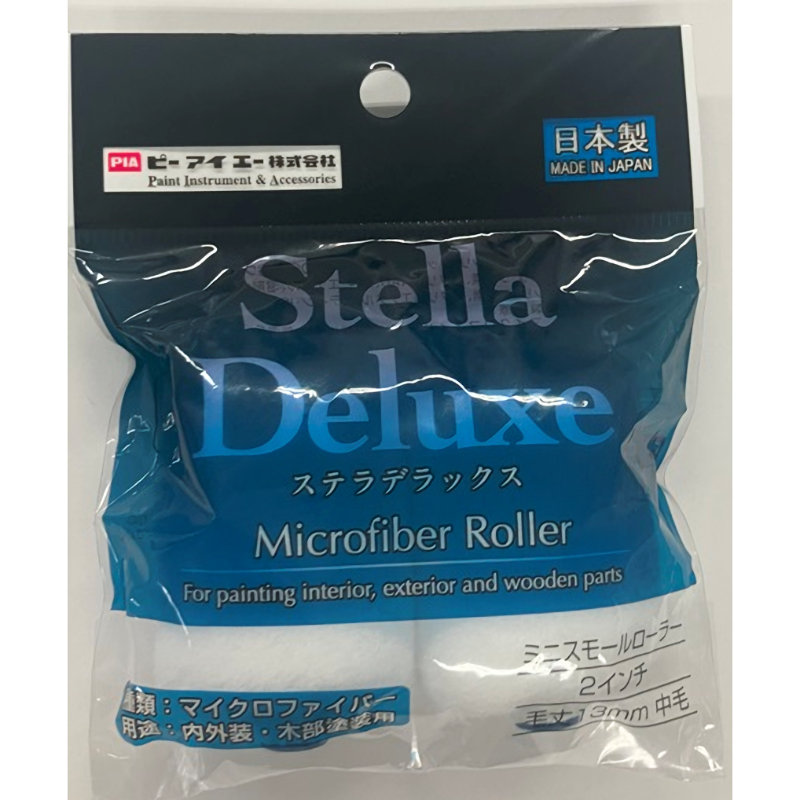 PIA ピーアイエー株式会社
Paint Instrument & Accessories
日本製
MADE IN JAPAN
Stella
Deluxe
ステラデラックス
Microfiber Roller
For painting interior, exterior and wooden parts
ミニスモールローラー
2インチ
毛丈13mm 中毛
種類：マイクロファイバー
用途：内外装・木部塗装用